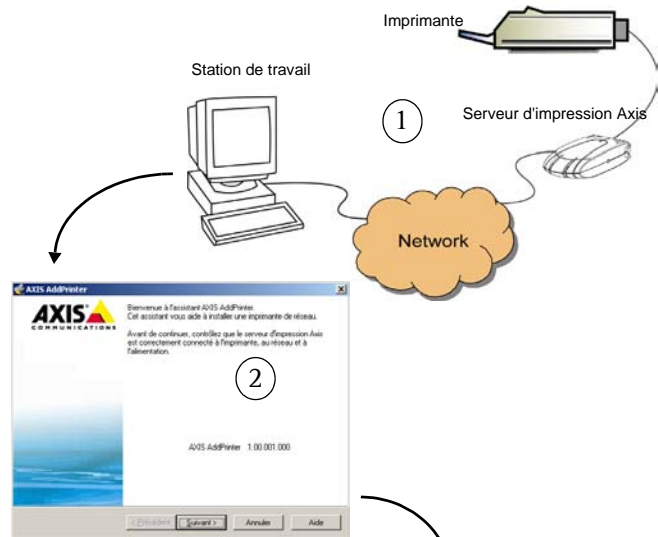 Imprimante
Station de travail
1
Serveur d'impression Axis
Network
AXIS AddPrinter
AXIS
COMMUNICATIONS
Bienvenue à l'assistant AXIS AddPrinter.
Cet assistant vous aide à installer une imprimante de réseau.
Avant de continuer, contrôlez que le serveur d'impression Axis
est correctement connecté à l'imprimante, au réseau et à
l'alimentation.
2
AXIS AddPrinter 1.00.001.000
< Précédent
Suivant >
Annuler
Aide